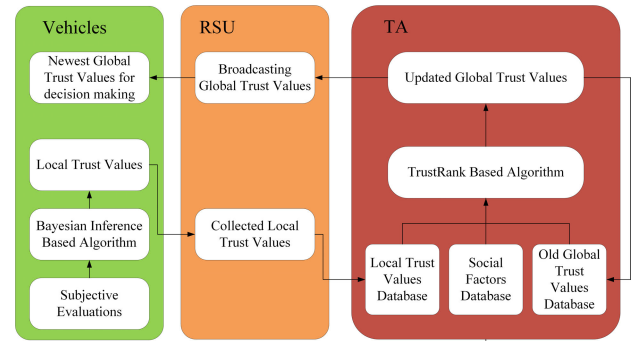 Vehicles
Newest Global
Trust Values for
decision making
Local Trust Values
Bayesian Inference
Based Algorithm
Subjective
Evaluations
RSU
Broadcasting
Global Trust Values
Collected Local
Trust Values
TA
Updated Global Trust Values
TrustRank Based Algorithm
Local Trust
Values
Database
Social
Factors
Database
Old Global
Trust
Values
Database